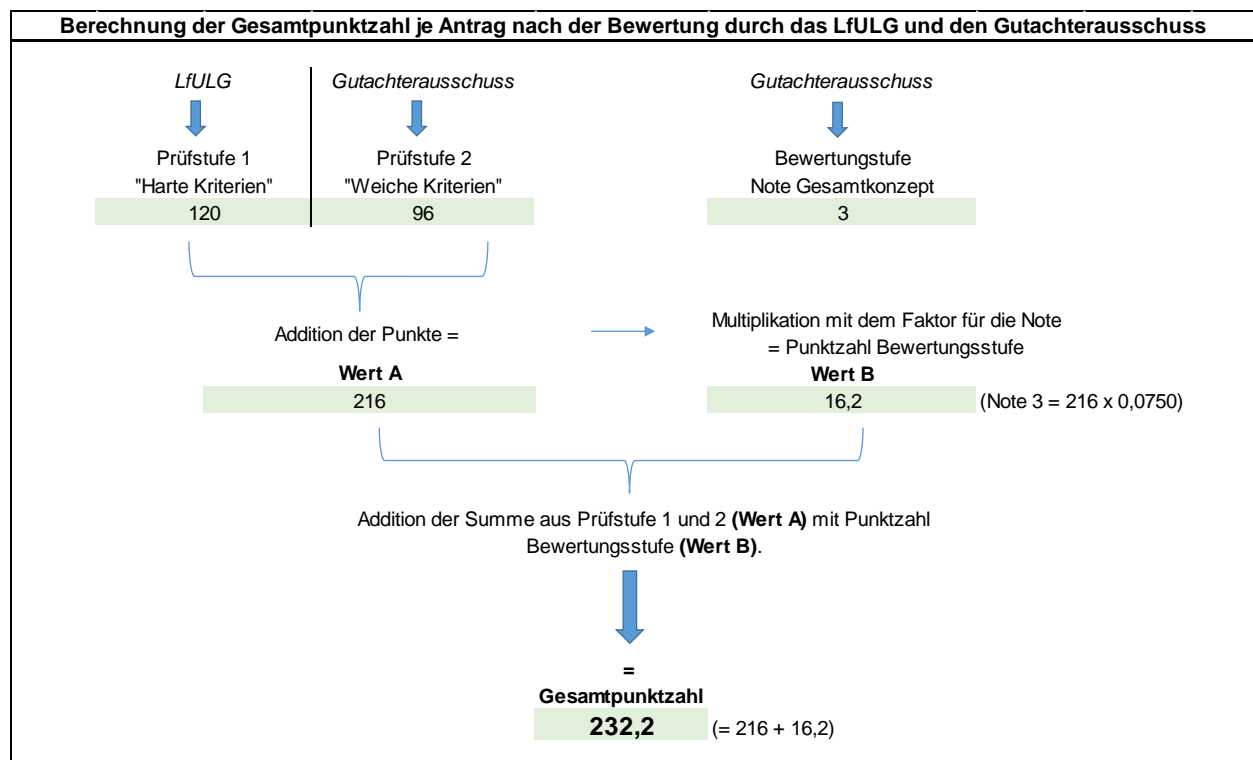 Berechnung der Gesamtpunktzahl je Antrag nach der Bewertung durch das LfULG und den Gutachterausschuss
LfULG
Gutachterausschuss
Gutachterausschuss
Prüfstufe 1
"Harte Kriterien"
120
Prüfstufe 2
"Weiche Kriterien"
96
Bewertungstufe
Note Gesamtkonzept
3
Addition der Punkte =
Wert A
216
Multiplikation mit dem Faktor für die Note
= Punktzahl Bewertungsstufe
Wert B
16,2 (Note 3 = 216 x 0,0750)
Addition der Summe aus Prüfstufe 1 und 2 (Wert A) mit Punktzahl
Bewertungsstufe (Wert B).
=
Gesamtpunktzahl
232,2 (= 216 + 16,2)